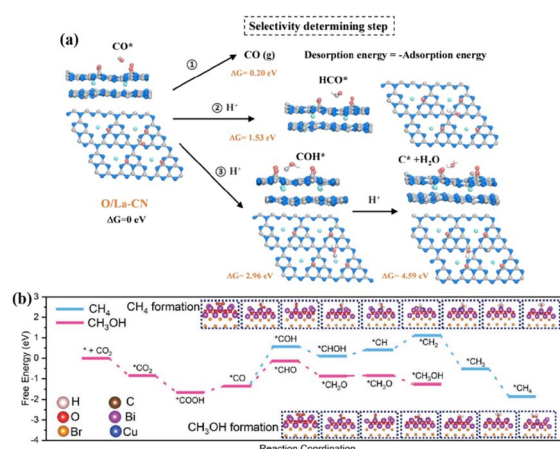 Selectivity determining step
(a)
CO*
①
CO (g)
Desorption energy = -Adsorption energy
ΔG= 0.20 eV
HCO*
② H⁺
ΔG= 1.53 eV
③ H⁺
COH*
C* +H₂O
H⁺
O/La-CN
ΔG=0 eV
ΔG= 2.96 eV
ΔG= 4.59 eV
(b)
3
2
1
0
-1
-2
-3
-4
Free Energy (eV)
CH₄
CH₃OH
CH₄ formation:
* + CO₂
*CO₂
*COOH
*CO
*COH
*CHO
*CHOH
*CH₂O
*CH
*CH₃O
*CH₂
*CH₃OH
*CH₃
*CH₄
H
C
O
Bi
Br
Cu
CH₃OH formation:
Reaction Coordination